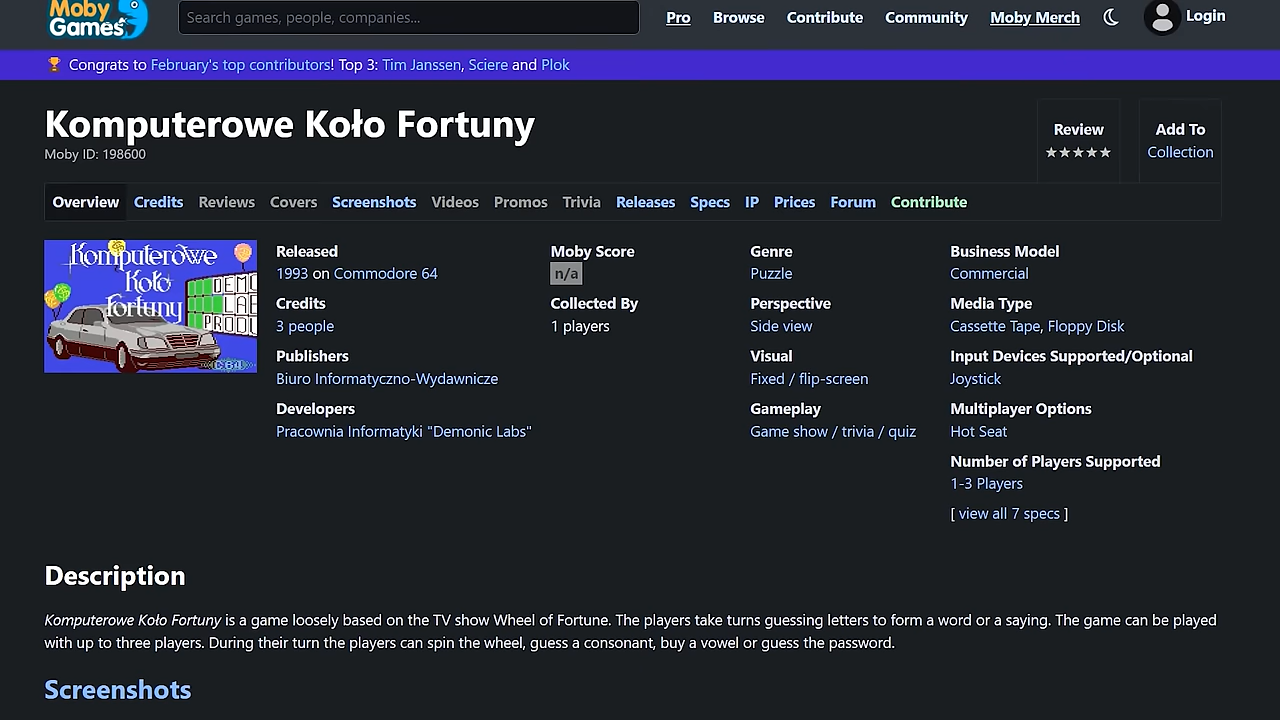 Moby Games
Search games, people, companies...
Pro Browse Contribute Community Moby Merch Login
Congrats to February's top contributors! Top 3: Tim Janssen, Sciere and Plok
Komputerowe Koło Fortuny
Moby ID: 198600
Review
★★★★★
Add To
Collection
Overview Credits Reviews Covers Screenshots Videos Promos Trivia Releases Specs IP Prices Forum Contribute
Komputerowe
Koło
Fortuny
Released
1993 on Commodore 64
Credits
3 people
Publishers
Biuro Informatyczno-Wydawnicze
Developers
Pracownia Informatyki "Demonic Labs"
Moby Score
n/a
Collected By
1 players
Genre
Puzzle
Perspective
Side view
Visual
Fixed / flip-screen
Gameplay
Game show / trivia / quiz
Business Model
Commercial
Media Type
Cassette Tape, Floppy Disk
Input Devices Supported/Optional
Joystick
Multiplayer Options
Hot Seat
Number of Players Supported
1-3 Players
[ view all 7 specs ]
Description
Komputerowe Koło Fortuny is a game loosely based on the TV show Wheel of Fortune. The players take turns guessing letters to form a word or a saying. The game can be played
with up to three players. During their turn the players can spin the wheel, guess a consonant, buy a vowel or guess the password.
Screenshots